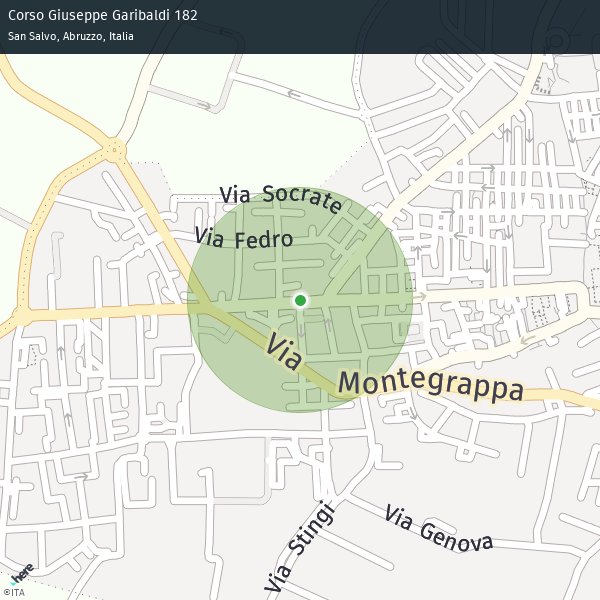 Corso Giuseppe Garibaldi 182
San Salvo, Abruzzo, Italia
Via Socrate
Via Fedro
Via Montegrappa
Via Genova
Via Stingi
here
©ITA